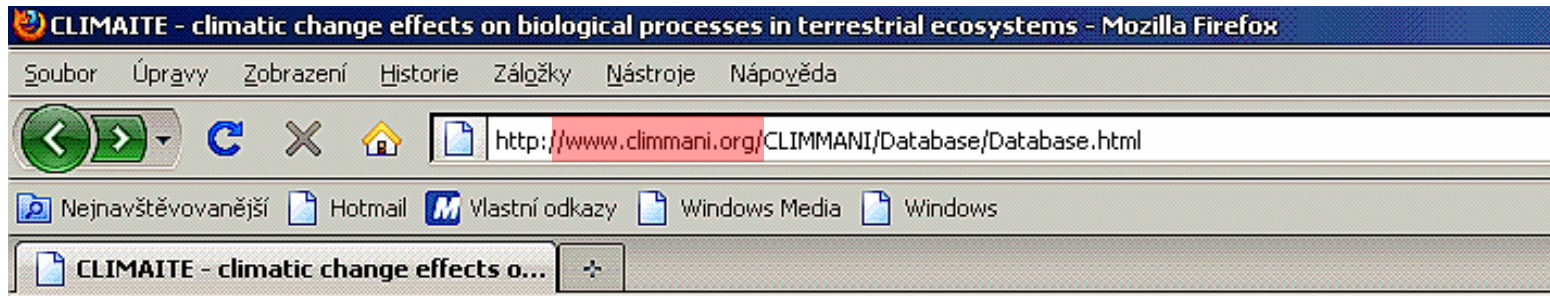 CLIMAITE - climatic change effects on biological processes in terrestrial ecosystems - Mozilla Firefox
Soubor Úpravy Zobrazení Historie Záložky Nástroje Nápověda
http://www.climmani.org/CLIMMANI/Database/Database.html
Nejnavštěvovanější Hotmail M Vlastní odkazy Windows Media Windows
CLIMAITE - climatic change effects o...